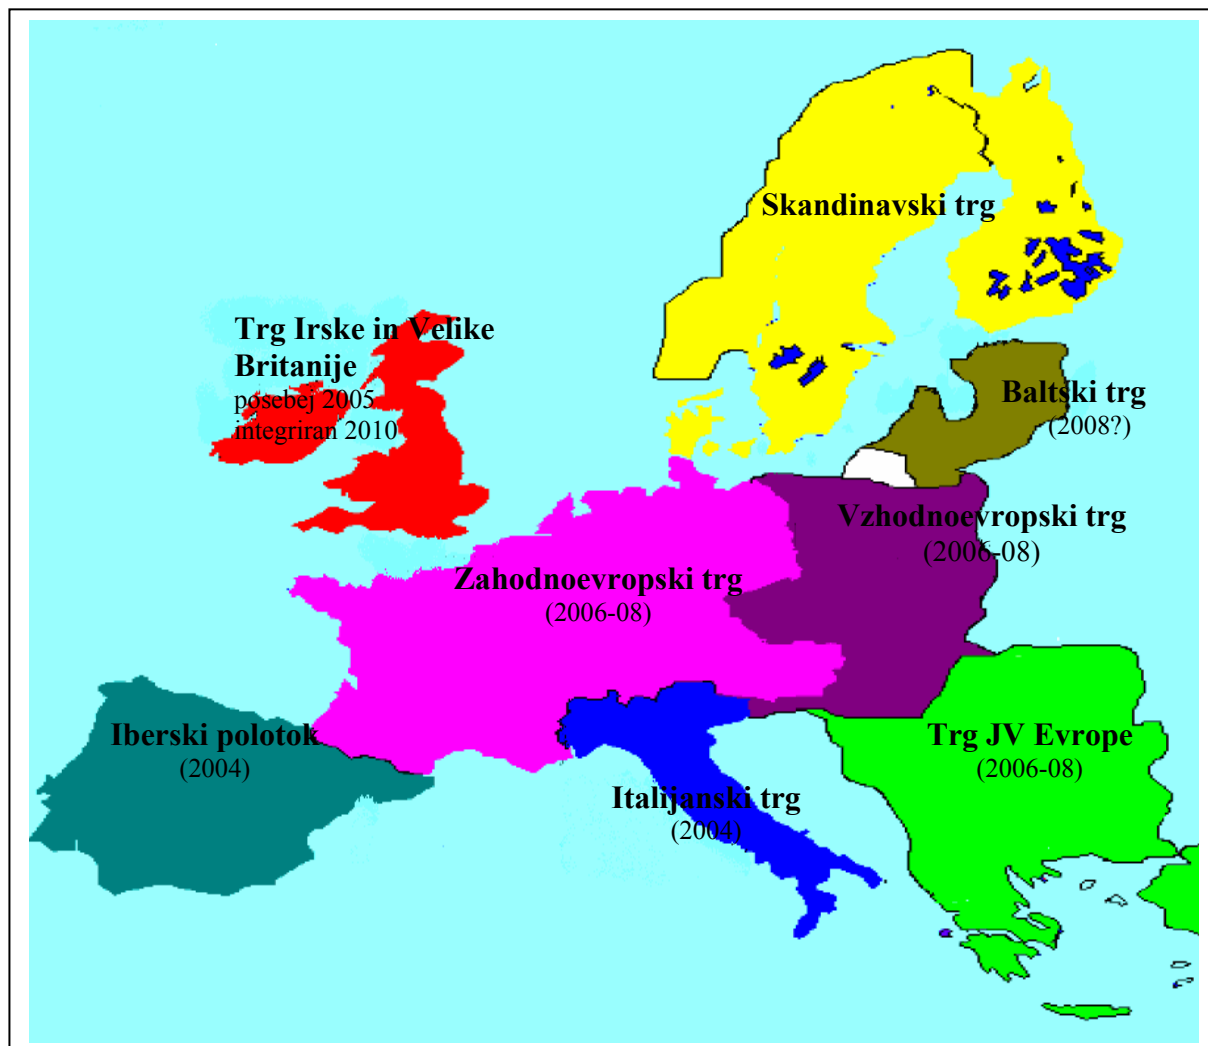 Skandinavski trg
Trg Irske in Velike
Britanije
posebej 2005
integriran 2010
Baltski trg
(2008?)
Vzhodnoevropski trg
(2006-08)
Zahodnoevropski trg
(2006-08)
Iberski polotok
(2004)
Trg JV Evrope
(2006-08)
Italijanski trg
(2004)